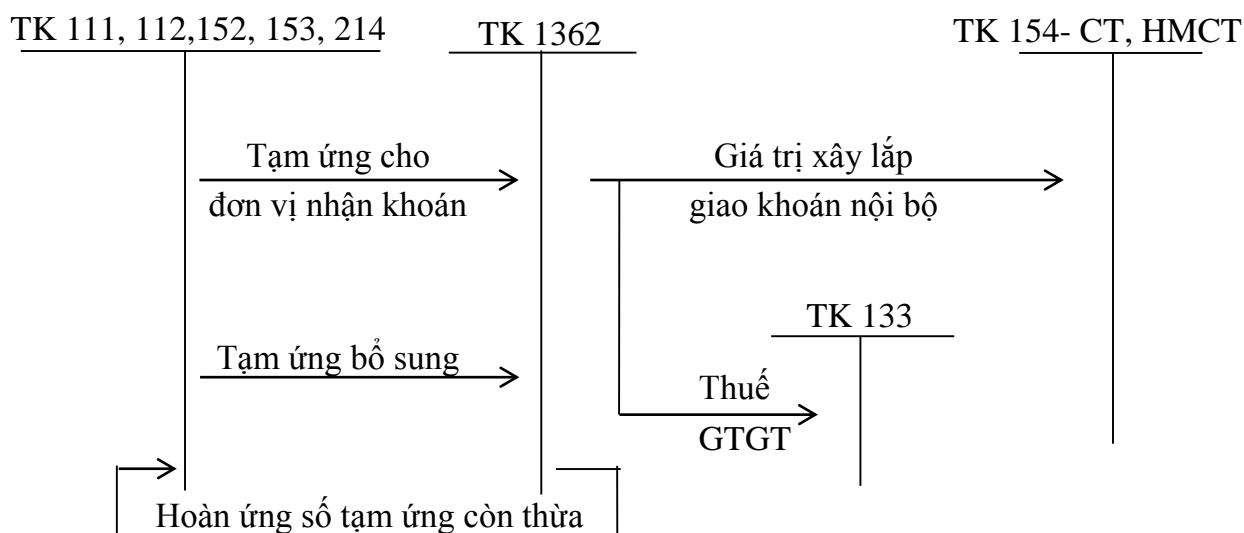 TK 111, 112,152, 153, 214
TK 1362
TK 154- CT, HMCT
Tạm ứng cho
đơn vị nhận khoán
Giá trị xây lắp
giao khoán nội bộ
TK 133
Tạm ứng bổ sung
Thuế
GTGT
Hoàn ứng số tạm ứng còn thừa